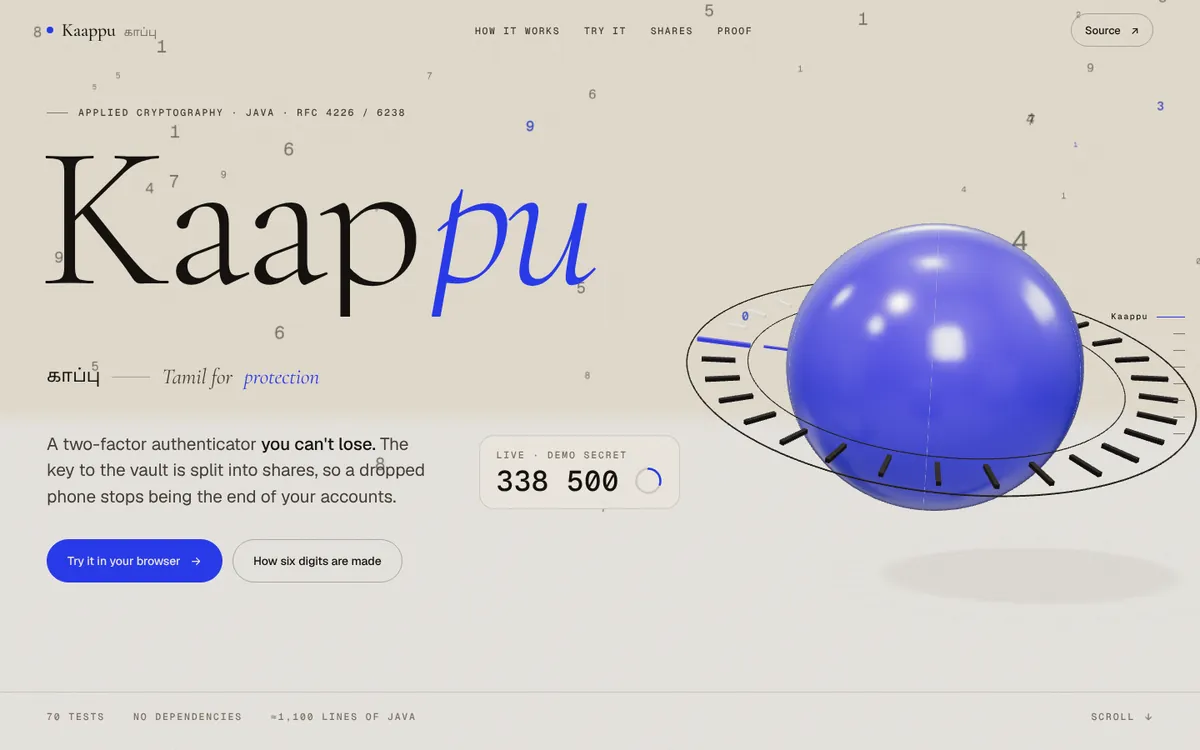 Kaappu காப்பு
HOW IT WORKS TRY IT SHARES PROOF
Source ↗
APPLIED CRYPTOGRAPHY · JAVA · RFC 4226 / 6238
Kaappu
காப்பு — Tamil for protection
A two-factor authenticator you can't lose. The
key to the vault is split into shares, so a dropped
phone stops being the end of your accounts.
LIVE · DEMO SECRET
338 500
Try it in your browser →
How six digits are made
Kaappu
70 TESTS NO DEPENDENCIES ≈1,100 LINES OF JAVA
SCROLL ↓